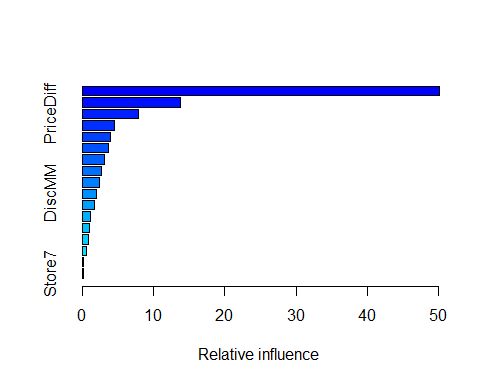 PriceDiff
DiscMM
Store7
0 10 20 30 40 50
Relative influence